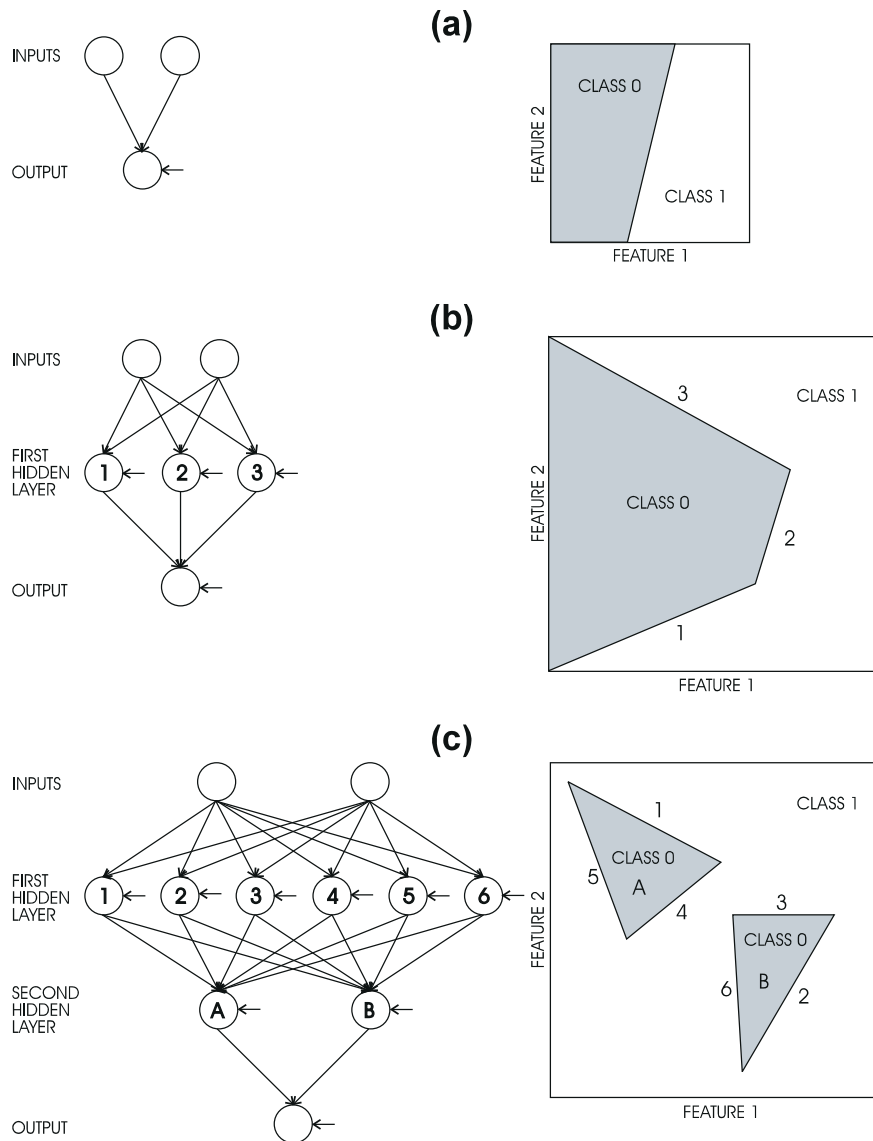 (a)
INPUTS
OUTPUT
FEATURE 2
CLASS 0
CLASS 1
FEATURE 1
(b)
INPUTS
FIRST
HIDDEN
LAYER
1 2 3
OUTPUT
FEATURE 2
3
CLASS 1
CLASS 0
2
1
FEATURE 1
(c)
INPUTS
FIRST
HIDDEN
LAYER
1 2 3 4 5 6
SECOND
HIDDEN
LAYER
A B
OUTPUT
FEATURE 2
1
CLASS 1
CLASS 0
5
A
4
3
CLASS 0
6
B
2
FEATURE 1